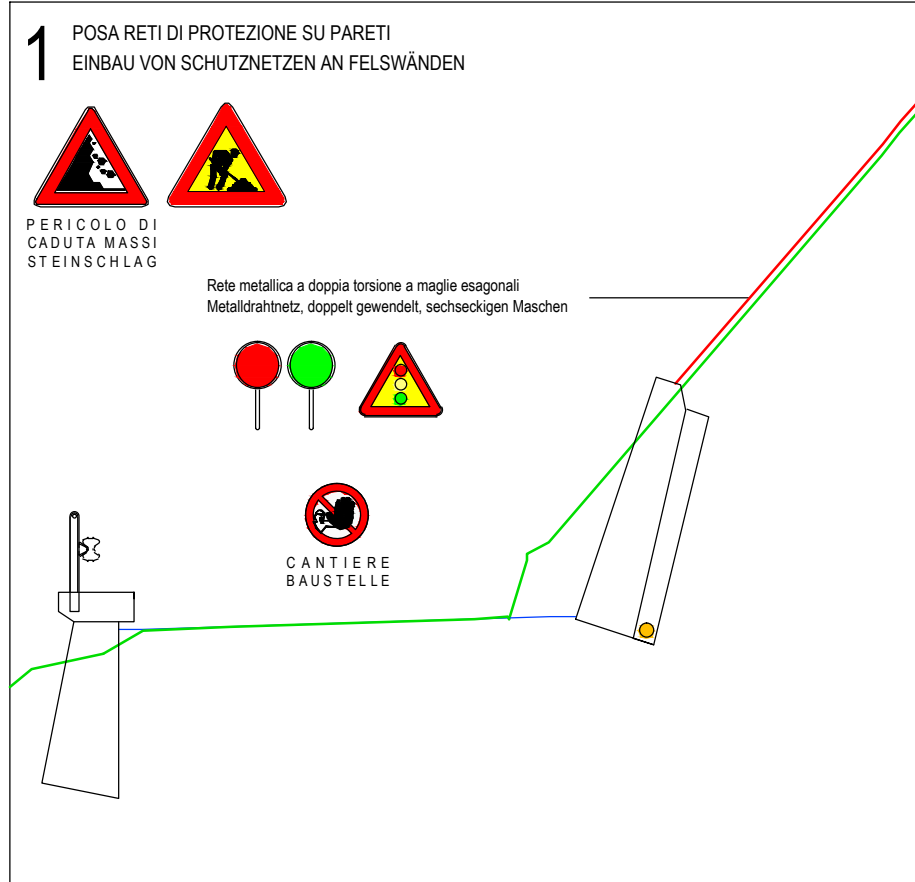 1
POSA RETI DI PROTEZIONE SU PARETI
EINBAU VON SCHUTZNETZEN AN FELSWÄNDEN
PERICOLO DI
CADUTA MASSI
STEINSCHLAG
Rete metallica a doppia torsione a maglie esagonali
Metalldrahtnetz, doppelt gewendelt, sechseckigen Maschen
CANTIERE
BAUSTELLE